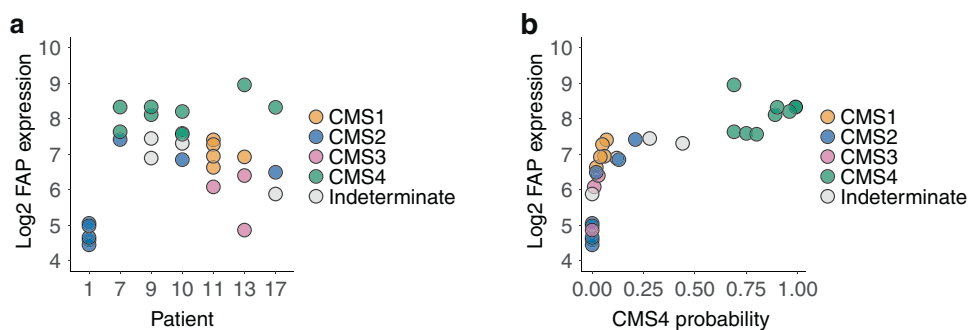 a
Log2 FAP expression
10
9
8
7
6
5
4
1 7 9 10 11 13 17
Patient
CMS1
CMS2
CMS3
CMS4
Indeterminate
b
Log2 FAP expression
10
9
8
7
6
5
4
0.00 0.25 0.50 0.75 1.00
CMS4 probability
CMS1
CMS2
CMS3
CMS4
Indeterminate